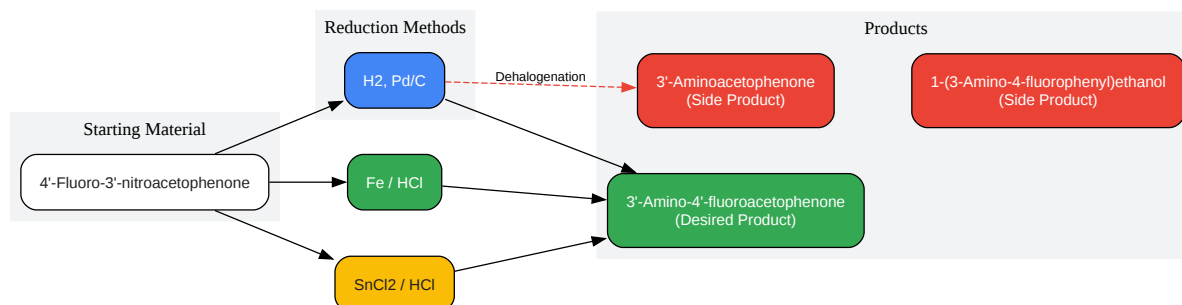 Reduction Methods
Products
H2, Pd/C
Dehalogenation
3'-Aminoacetophenone
(Side Product)
1-(3-Amino-4-fluorophenyl)ethanol
(Side Product)
Starting Material
4'-Fluoro-3'-nitroacetophenone
Fe / HCl
3'-Amino-4'-fluoroacetophenone
(Desired Product)
SnCl2 / HCl